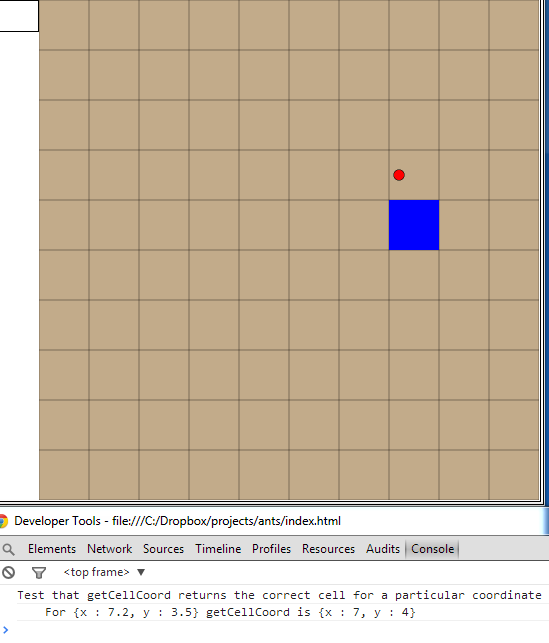 Developer Tools - file:///C:/Dropbox/projects/ants/index.html
Elements Network Sources Timeline Profiles Resources Audits Console
<top frame> ▼
Test that getCellCoord returns the correct cell for a particular coordinate
For {x : 7.2, y : 3.5} getCellCoord is {x : 7, y : 4}